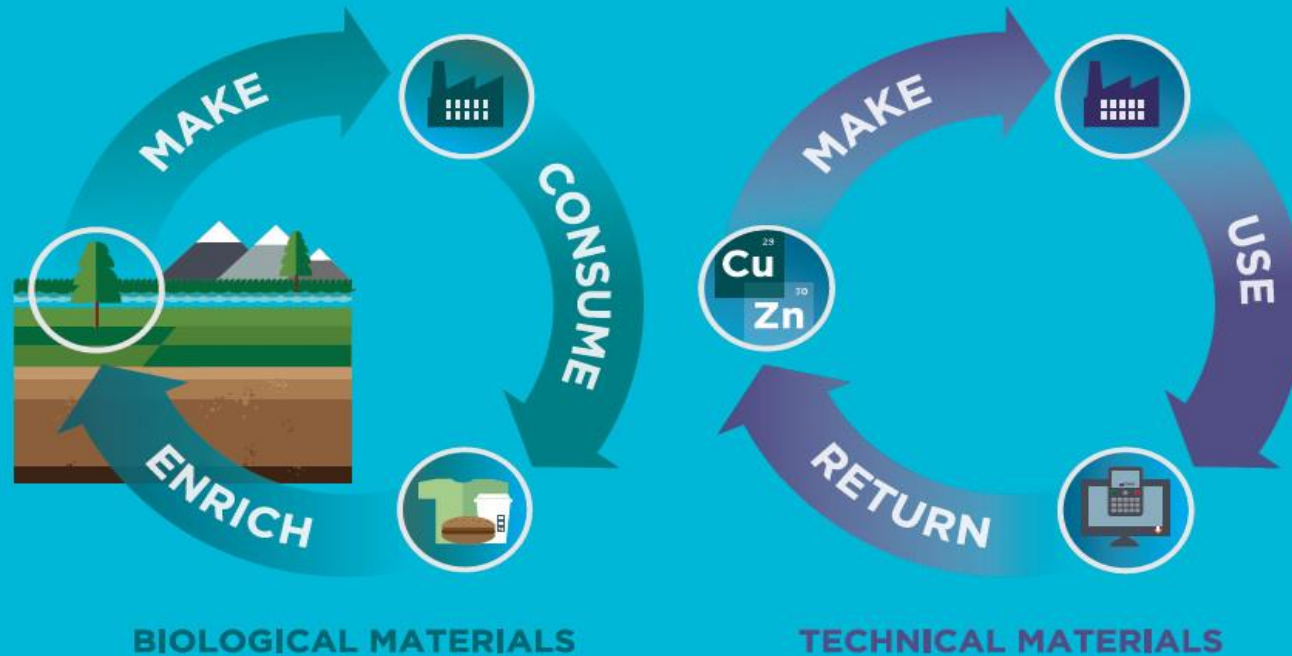 MAKE
CONSUME
ENRICH
BIOLOGICAL MATERIALS
MAKE
USE
RETURN
29
Cu
30
Zn
TECHNICAL MATERIALS